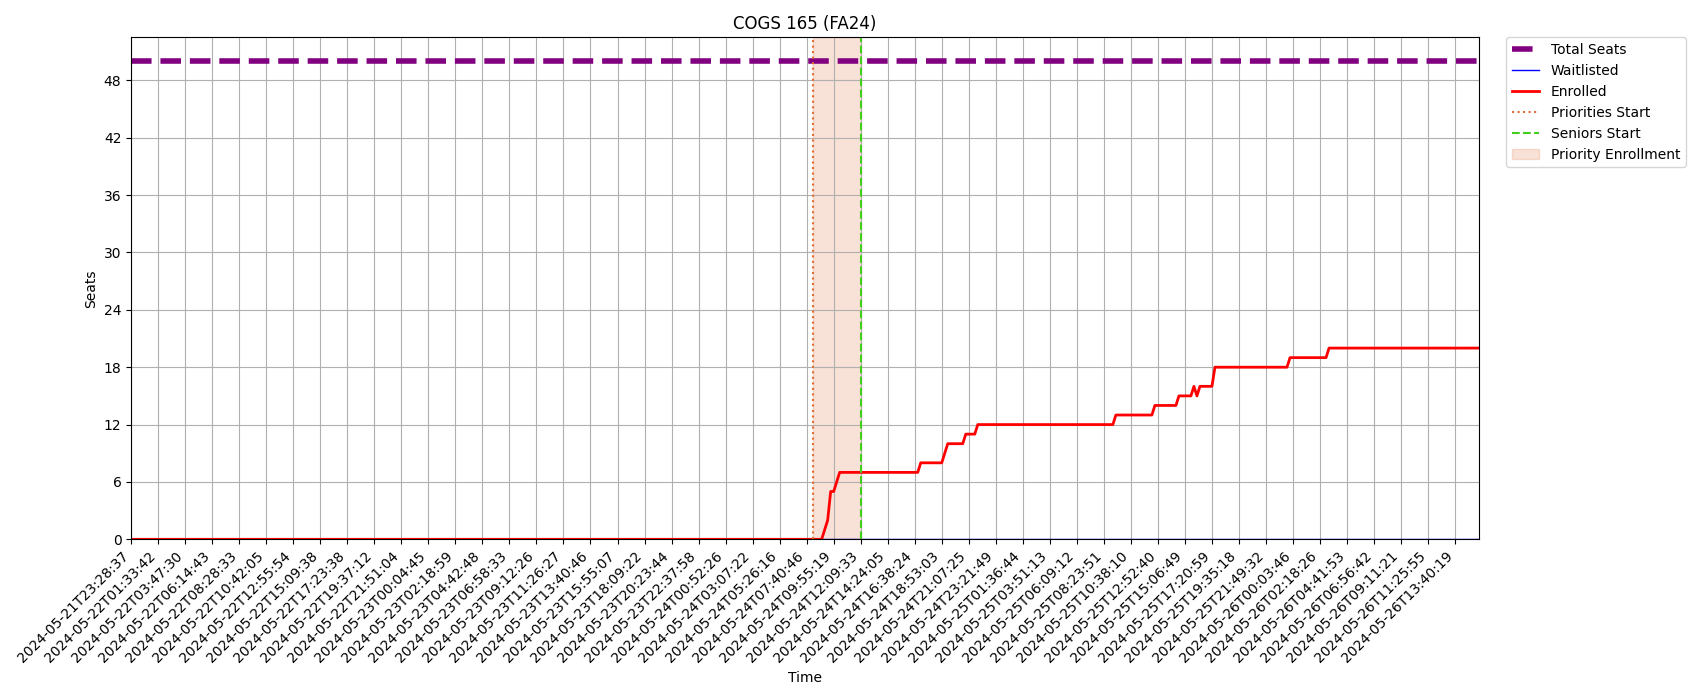 COGS 165 (FA24)
Total Seats
Waitlisted
Enrolled
Priorities Start
Seniors Start
Priority Enrollment
Seats
48
42
36
30
24
18
12
6
0
2024-05-21T23:28:37
2024-05-22T01:33:42
2024-05-22T03:47:30
2024-05-22T06:14:43
2024-05-22T08:28:33
2024-05-22T10:42:05
2024-05-22T12:55:54
2024-05-22T15:09:38
2024-05-22T17:23:38
2024-05-22T19:37:12
2024-05-22T21:51:04
2024-05-23T00:04:45
2024-05-23T02:18:59
2024-05-23T04:42:48
2024-05-23T06:58:33
2024-05-23T09:12:26
2024-05-23T11:26:27
2024-05-23T13:40:46
2024-05-23T15:55:07
2024-05-23T18:09:22
2024-05-23T20:23:44
2024-05-23T22:37:58
2024-05-24T00:52:26
2024-05-24T03:07:22
2024-05-24T05:26:16
2024-05-24T07:40:46
2024-05-24T09:55:19
2024-05-24T12:09:33
2024-05-24T14:24:05
2024-05-24T16:38:24
2024-05-24T18:53:03
2024-05-24T21:07:25
2024-05-24T23:21:49
2024-05-25T01:36:44
2024-05-25T03:51:13
2024-05-25T06:09:12
2024-05-25T08:23:51
2024-05-25T10:38:10
2024-05-25T12:52:40
2024-05-25T15:06:49
2024-05-25T17:20:59
2024-05-25T19:35:18
2024-05-25T21:49:32
2024-05-26T00:03:46
2024-05-26T02:18:26
2024-05-26T04:41:53
2024-05-26T06:56:42
2024-05-26T09:11:21
2024-05-26T11:25:55
2024-05-26T13:40:19
Time